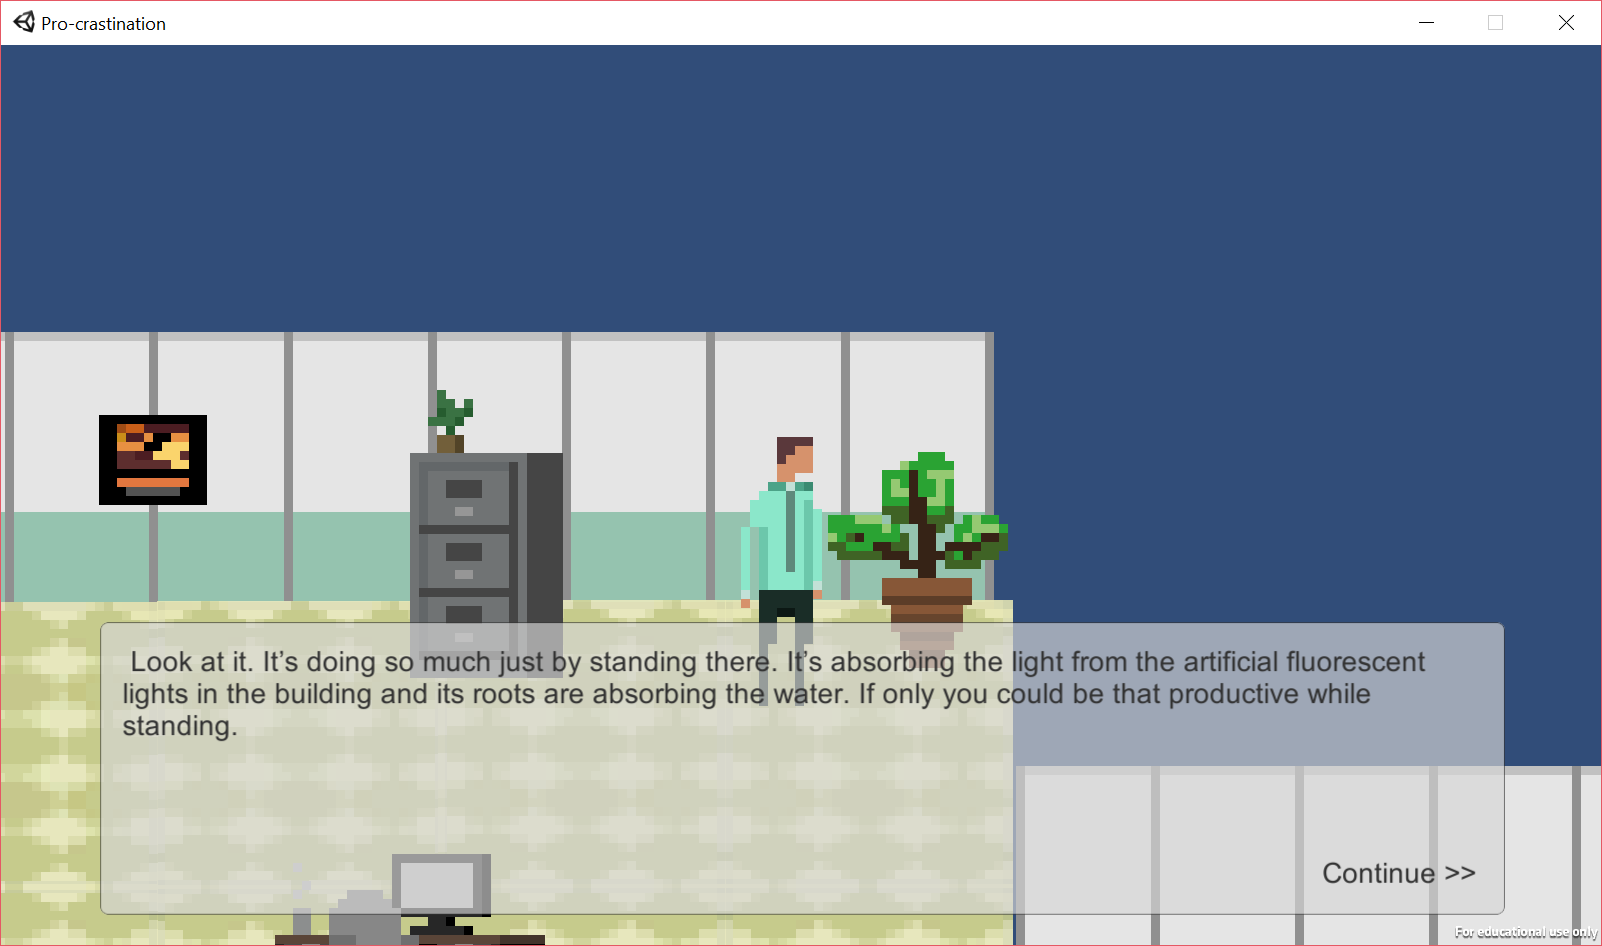 Pro-crastination
Look at it. It’s doing so much just by standing there. It’s absorbing the light from the artificial fluorescent
lights in the building and its roots are absorbing the water. If only you could be that productive while
standing.
Continue >>
For educational use only